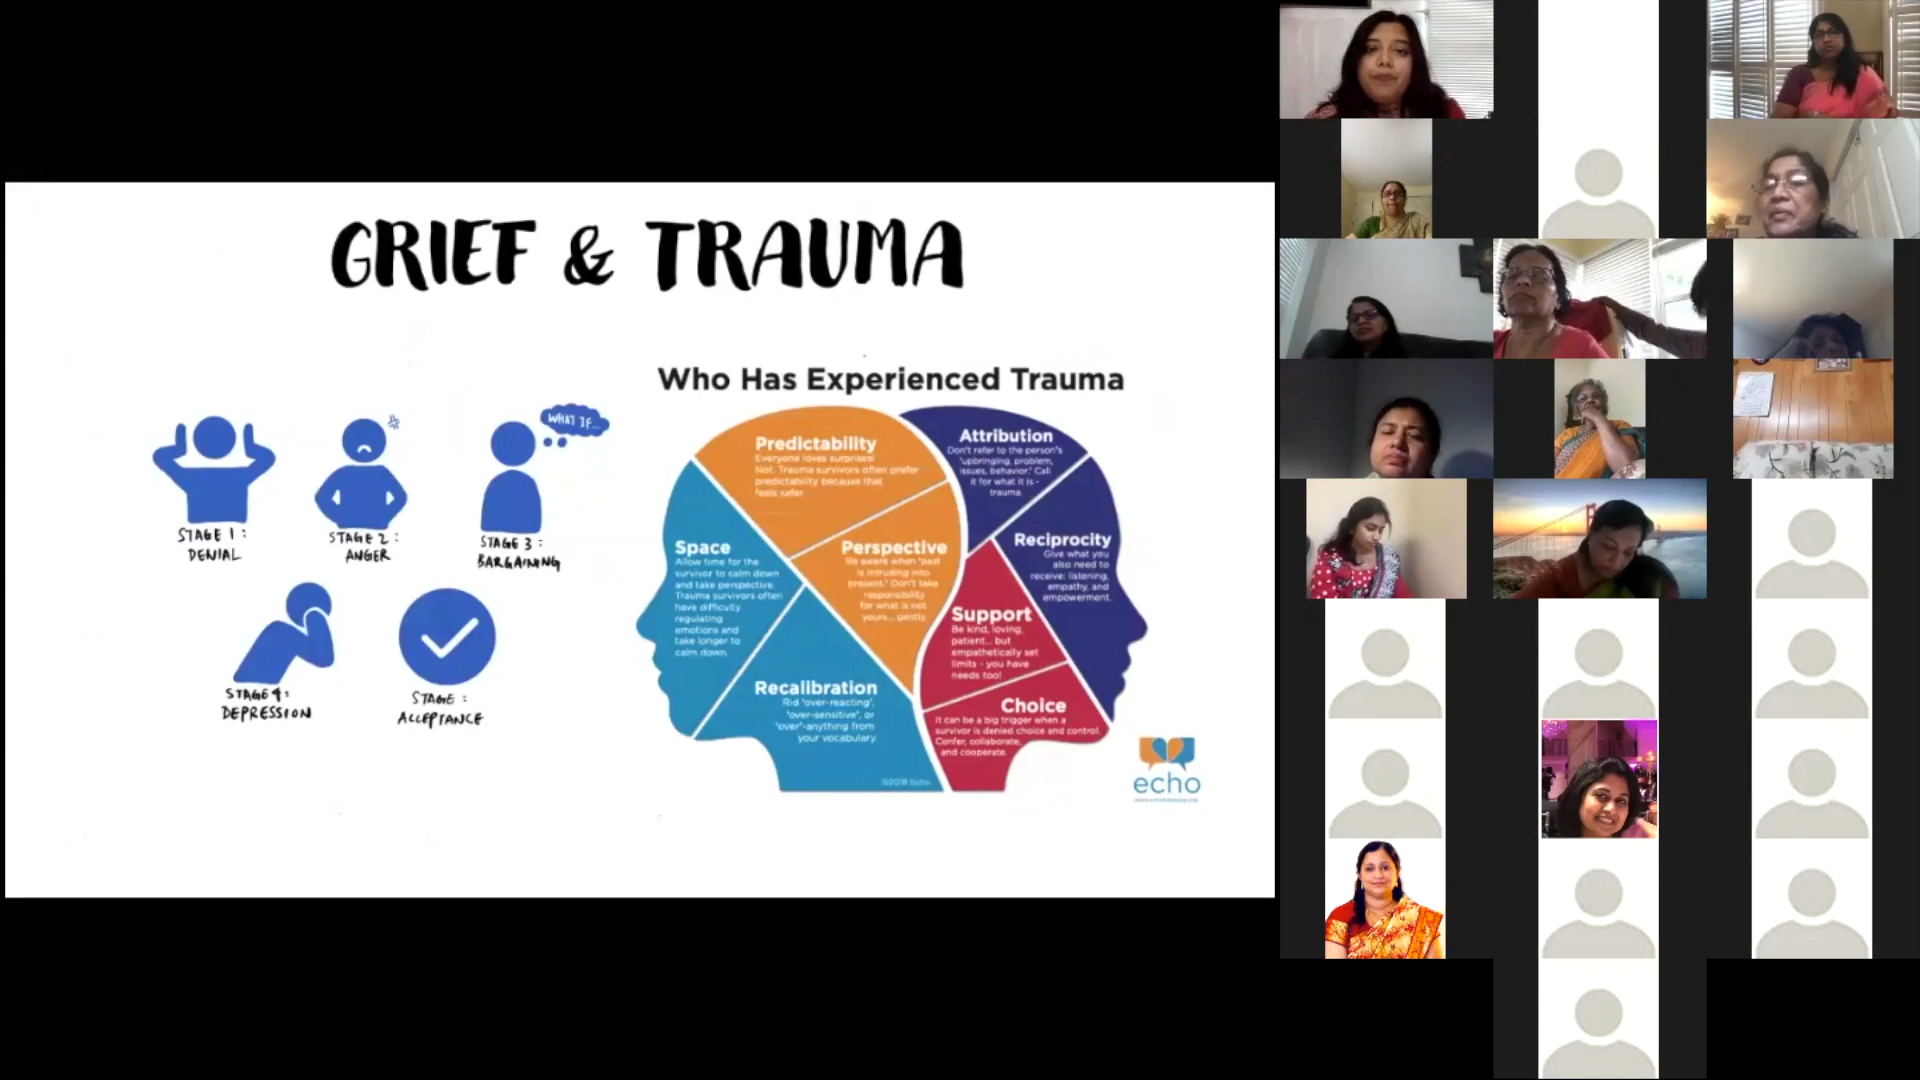 GRIEF & TRAUMA
WHAT IF...
STAGE 1 :
DENIAL
STAGE 2 :
ANGER
STAGE 3 :
BARGAINING
STAGE 4 :
DEPRESSION
STAGE :
ACCEPTANCE
Who Has Experienced Trauma
Predictability
Everyone loves surprises!
Not. Trauma survivors often prefer
predictability because that
feels safer
Attribution
Don't refer to the person's
"upbringing, problem,
issues, behavior." Call
it for what it is -
trauma.
Space
Allow time for the
survivor to calm down
and take perspective.
Trauma survivors often
have difficulty
regulating
emotions and
take longer to
calm down.
Perspective
Be aware when "past
is intruding into
present." Don't take
responsibility
for what is not
yours... gently.
Reciprocity
Give what you
also need to
receive: listening,
empathy, and
empowerment.
Support
Be kind, loving,
patient... but
empathetically set
limits - you have
needs too!
Recalibration
Rid "over-reacting",
"over-sensitive", or
"over"-anything from
your vocabulary
Choice
It can be a big trigger when a
survivor is denied choice and control.
Confer, collaborate,
and cooperate.
©2018 Echo
echo